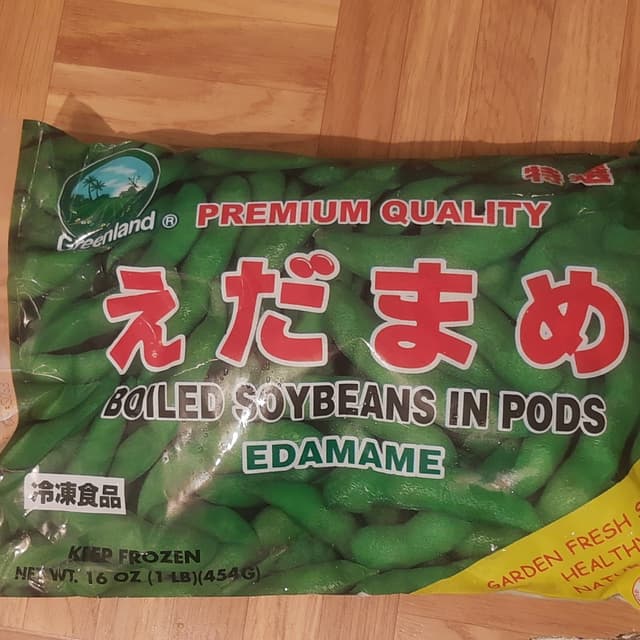 Greenland ®
特選
PREMIUM QUALITY
えだまめ
BOILED SOYBEANS IN PODS
EDAMAME
冷凍食品
KEEP FROZEN
NET WT. 16 OZ (1 LB)(454G)
GARDEN FRESH
HEALTHY